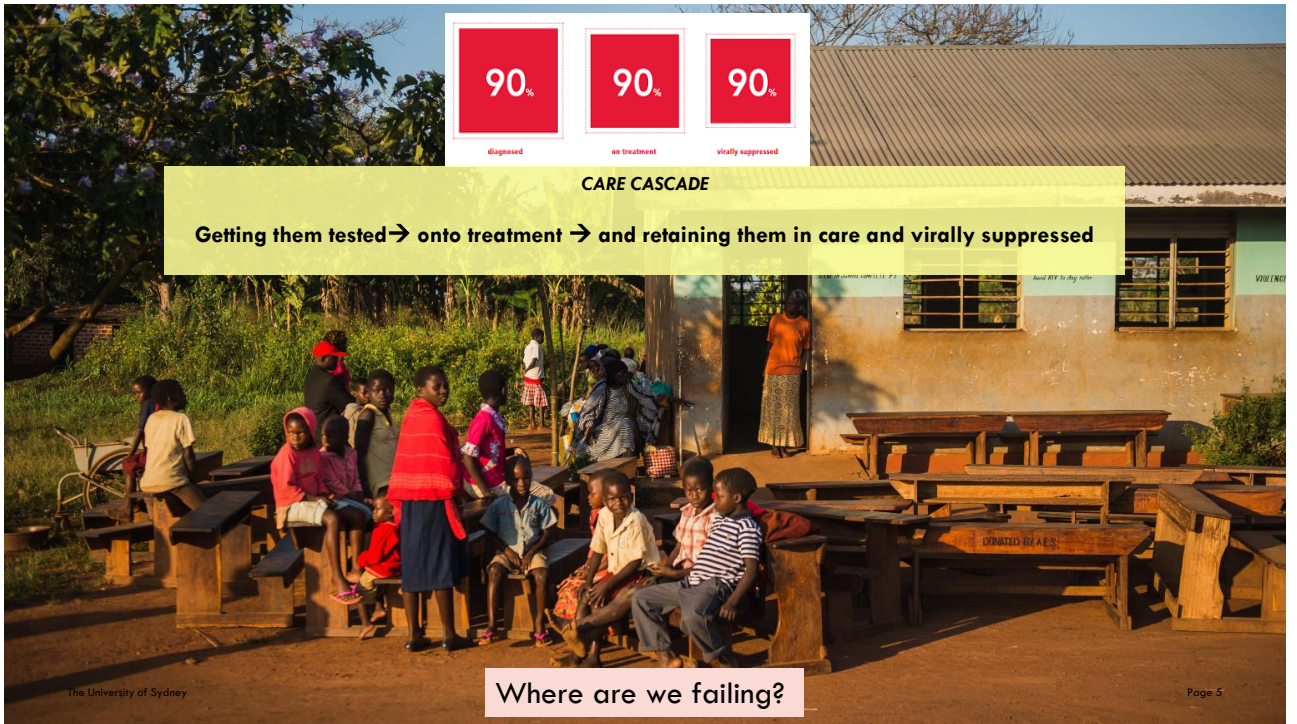 90%
90%
90%
diagnosed
on treatment
virally suppressed
CARE CASCADE
Getting them tested→ onto treatment → and retaining them in care and virally suppressed
DONATED BY
The University of Sydney
Where are we failing?
Page 5